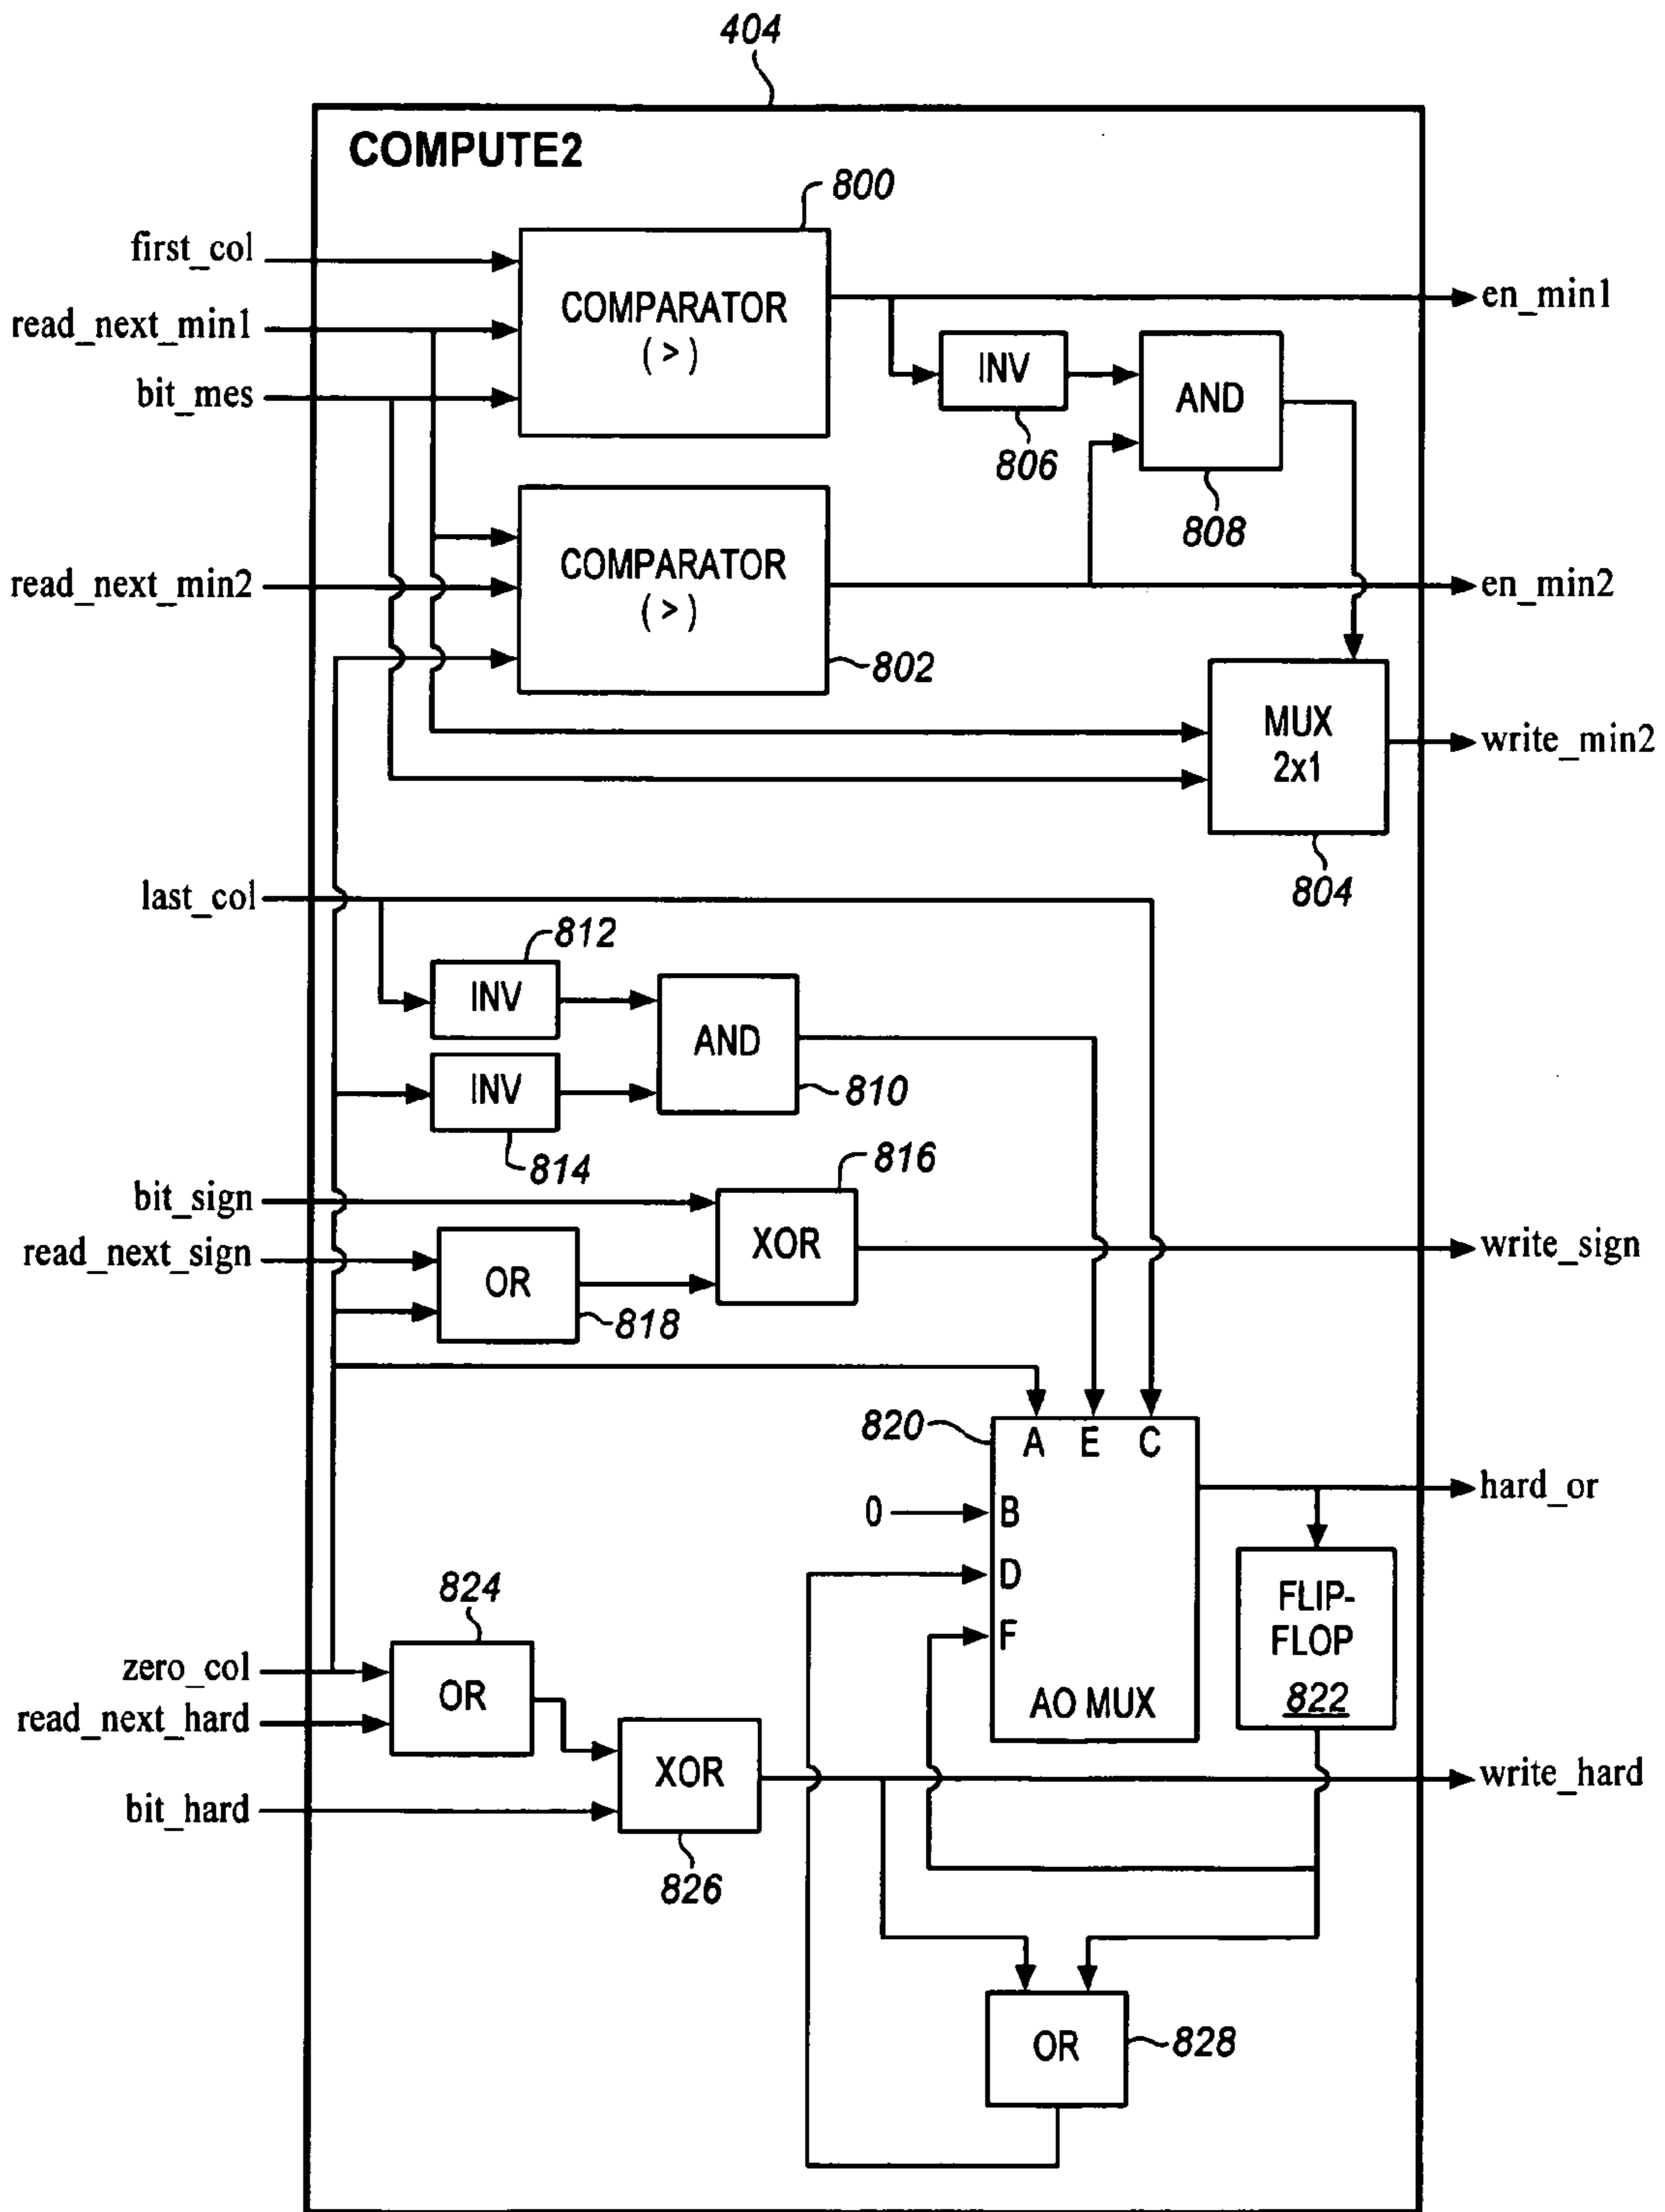 404
COMPUTE2
800
first_col
COMPARATOR
( > )
en_min1
read_next_min1
INV
AND
bit_mes
806
808
COMPARATOR
( > )
read_next_min2
en_min2
802
MUX
2x1
write_min2
804
last_col
812
INV
AND
INV
810
814
816
bit_sign
XOR
write_sign
read_next_sign
OR
818
820
A E C
hard_or
0
B
D
F
FLIP-
FLOP
822
824
zero_col
OR
AO MUX
read_next_hard
XOR
write_hard
bit_hard
826
OR
828